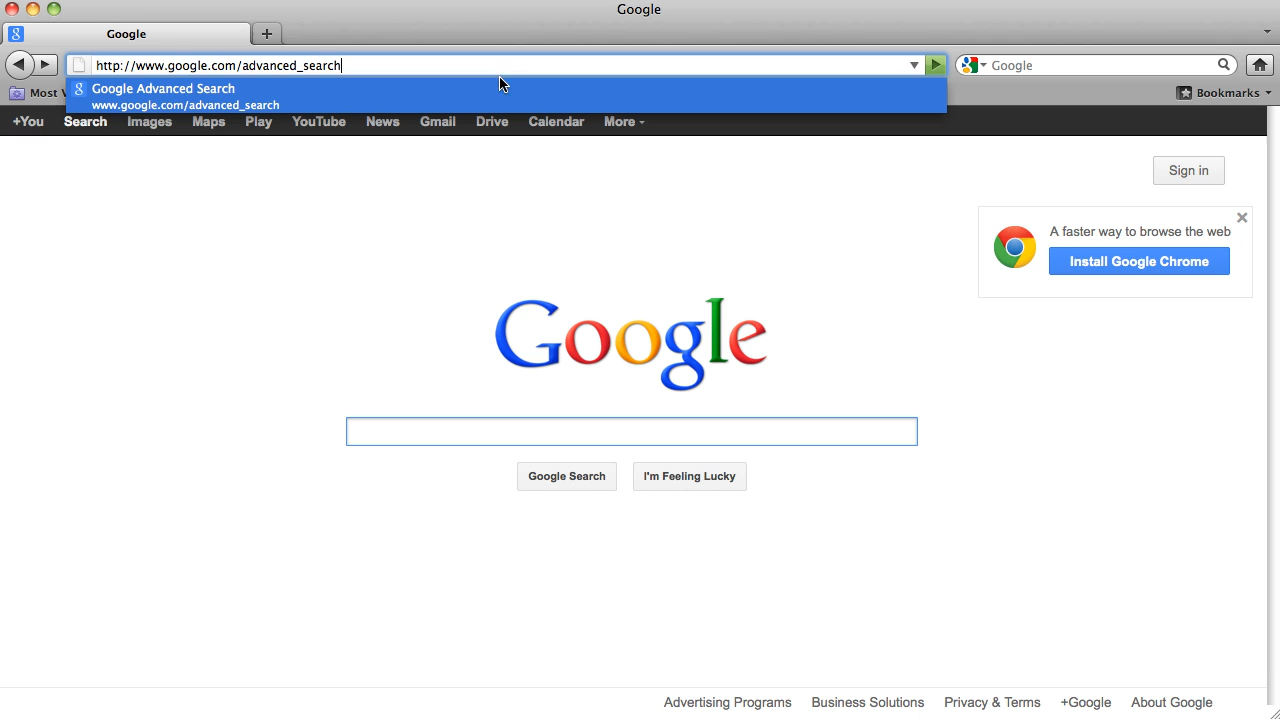 Google
Google
http://www.google.com/advanced_search
Google
Google Advanced Search
www.google.com/advanced_search
Most V
Bookmarks
+You Search Images Maps Play YouTube News Gmail Drive Calendar More
Sign in
A faster way to browse the web
Install Google Chrome
Google
Google Search I'm Feeling Lucky
Advertising Programs Business Solutions Privacy & Terms +Google About Google